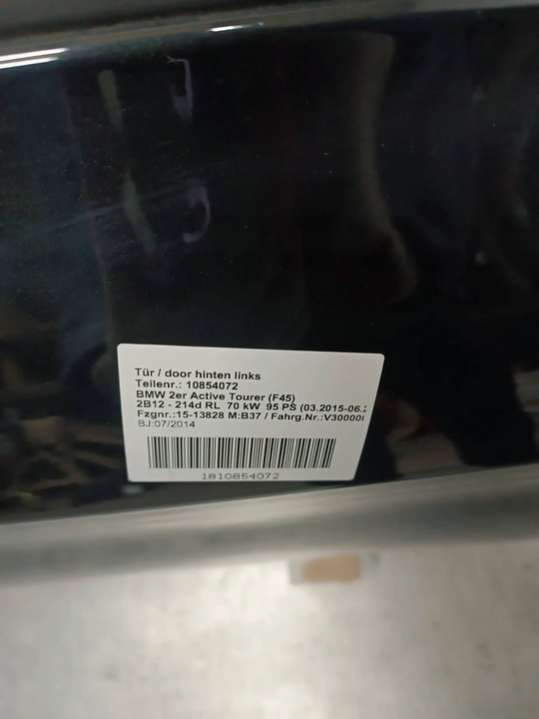 Tür / door hinten links
Teilenr.: 10854072
BMW 2er Active Tourer (F45)
2B12 - 214d RL 70 kW 95 PS (03.2015-06.2
Fzgnr.:15-13828 M:B37 / Fahrg.Nr.:V30000
BJ:07/2014
1810854072